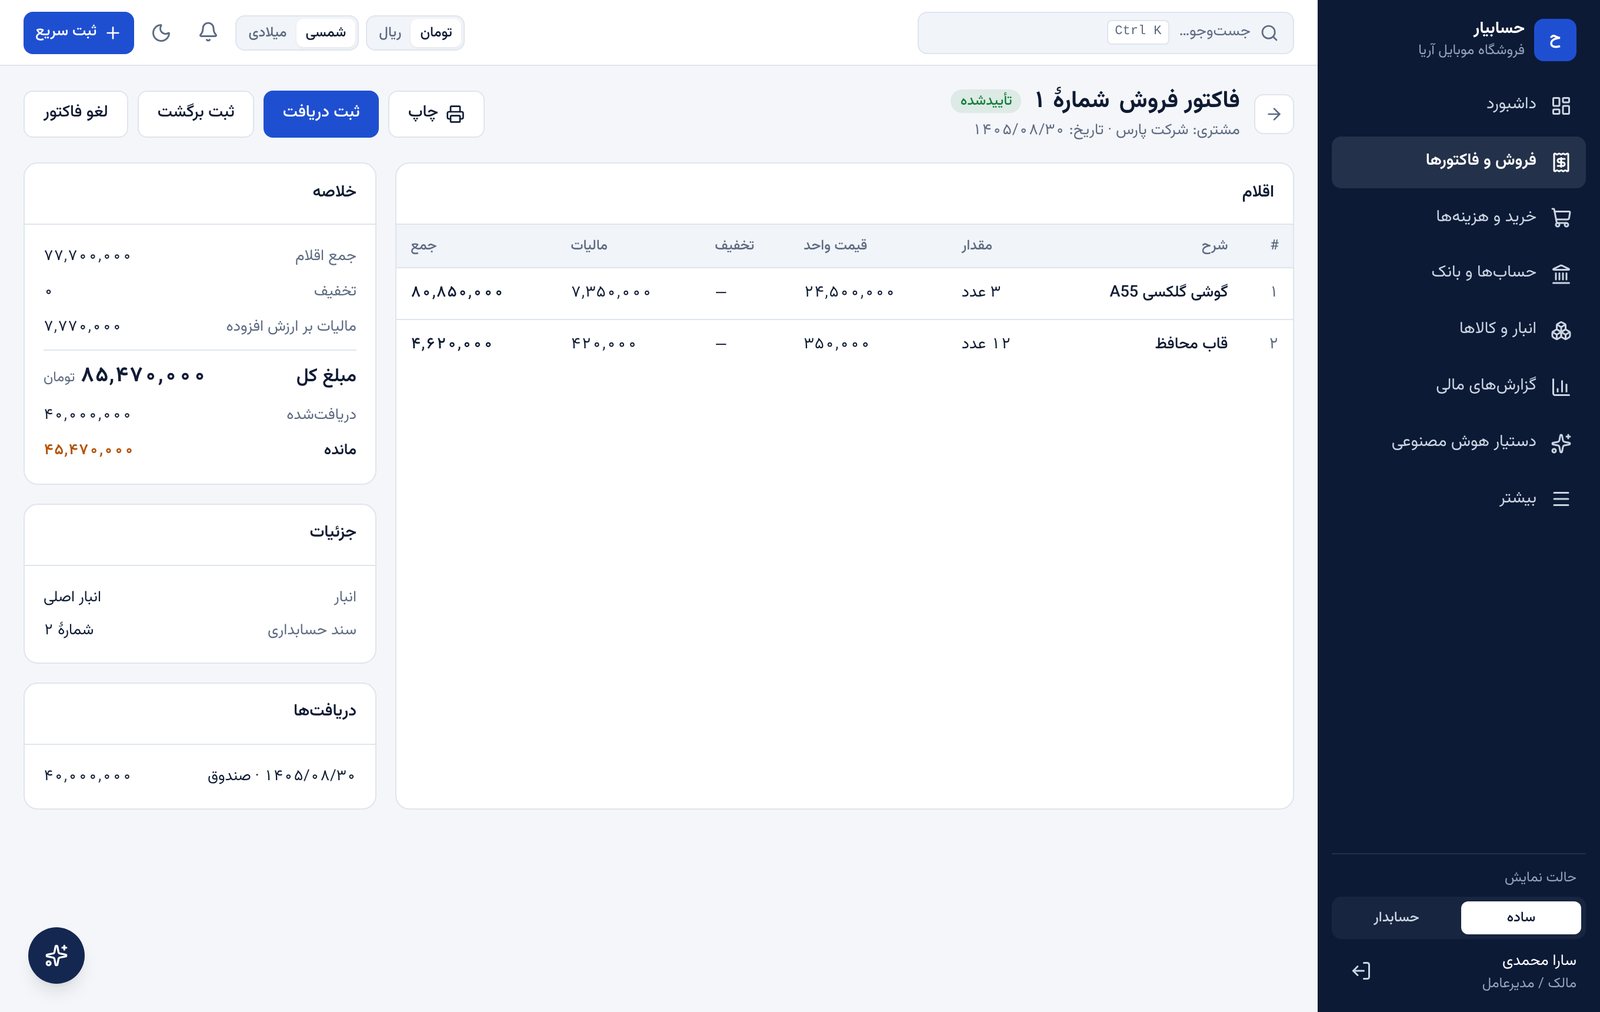 ح
حسابیار
فروشگاه موبایل آریا
داشبورد
فروش و فاکتورها
خرید و هزینه‌ها
حساب‌ها و بانک
انبار و کالاها
گزارش‌های مالی
دستیار هوش مصنوعی
بیشتر
حالت نمایش
ساده
حسابدار
سارا محمدی
مالک / مدیرعامل
جست‌وجو...
Ctrl K
تومان
ریال
شمسی
میلادی
ثبت سریع
فاکتور فروش شمارهٔ ۱
تأییدشده
مشتری: شرکت پارس · تاریخ: ۱۴۰۵/۰۸/۳۰
چاپ
ثبت دریافت
ثبت برگشت
لغو فاکتور
اقلام
# شرح مقدار قیمت واحد تخفیف مالیات جمع
۱ گوشی گلکسی A55 ۳ عدد ۲۴,۵۰۰,۰۰۰ — ۷,۳۵۰,۰۰۰ ۸۰,۸۵۰,۰۰۰
۲ قاب محافظ ۱۲ عدد ۳۵۰,۰۰۰ — ۴۲۰,۰۰۰ ۴,۶۲۰,۰۰۰
خلاصه
جمع اقلام ۷۷,۷۰۰,۰۰۰
تخفیف ۰
مالیات بر ارزش افزوده ۷,۷۷۰,۰۰۰
مبلغ کل ۸۵,۴۷۰,۰۰۰ تومان
دریافت‌شده ۴۰,۰۰۰,۰۰۰
مانده ۴۵,۴۷۰,۰۰۰
جزئیات
انبار انبار اصلی
سند حسابداری شمارهٔ ۲
دریافت‌ها
۱۴۰۵/۰۸/۳۰ · صندوق ۴۰,۰۰۰,۰۰۰